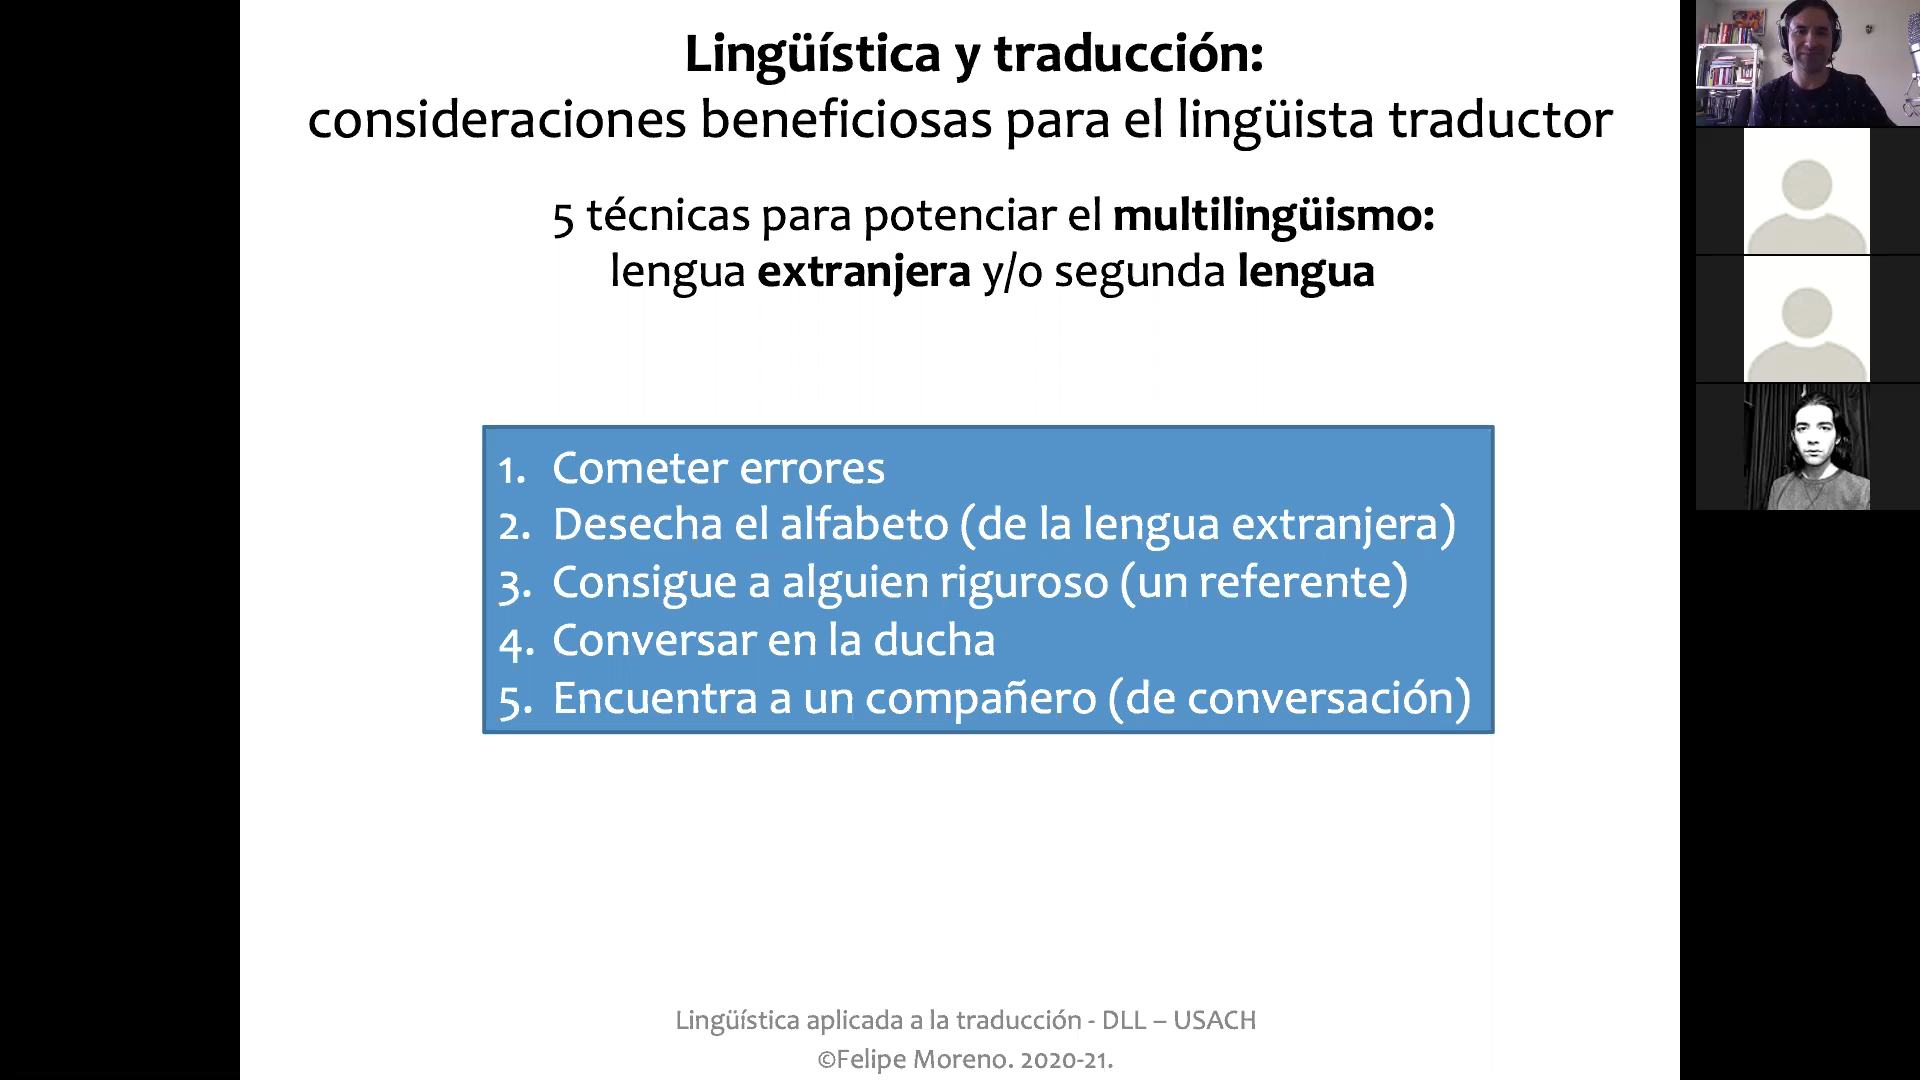 Lingüística y traducción:
consideraciones beneficiosas para el lingüista traductor
5 técnicas para potenciar el multilingüismo:
lengua extranjera y/o segunda lengua
1. Cometer errores
2. Desecha el alfabeto (de la lengua extranjera)
3. Consigue a alguien riguroso (un referente)
4. Conversar en la ducha
5. Encuentra a un compañero (de conversación)
Lingüística aplicada a la traducción - DLL – USACH
©Felipe Moreno. 2020-21.